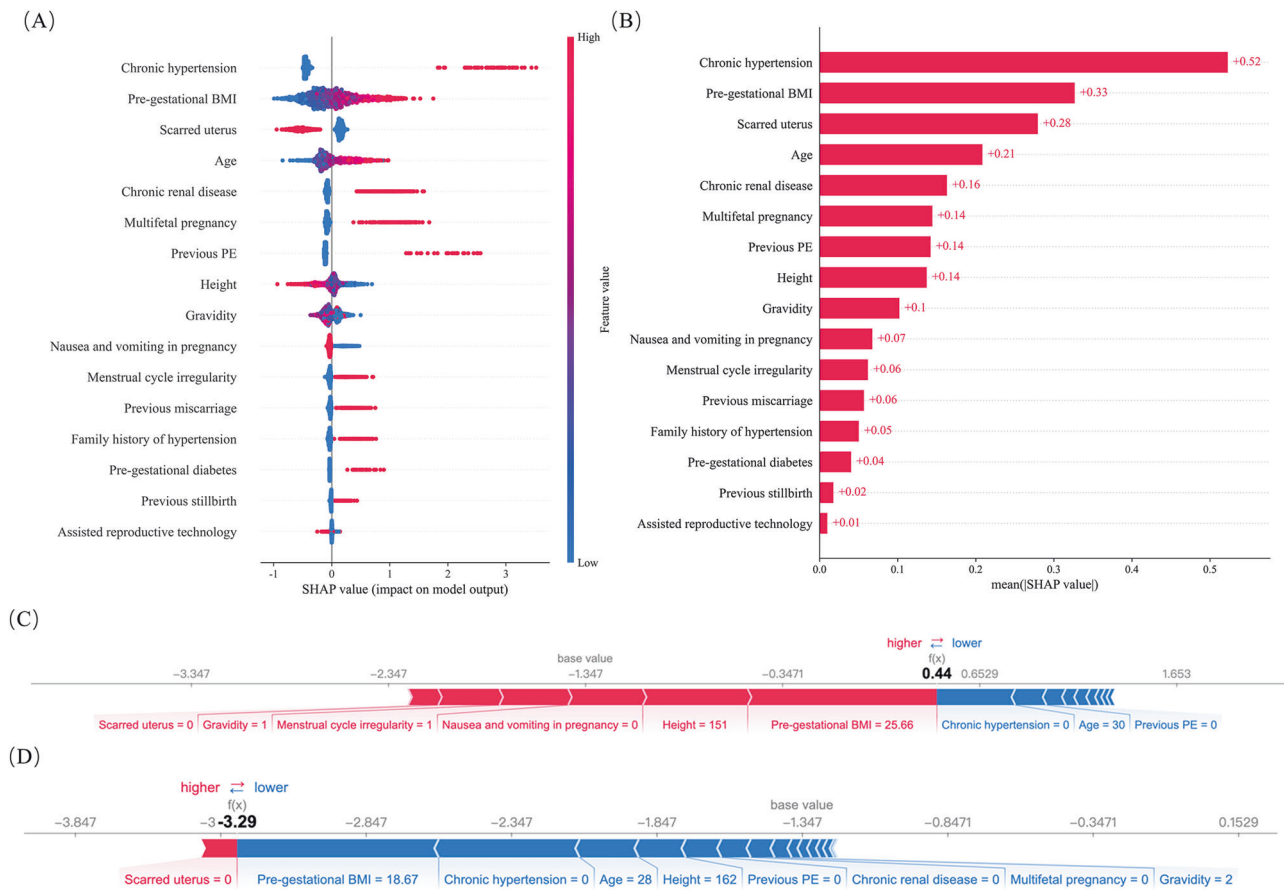 (A)
High
Chronic hypertension
Pre-gestational BMI
Scarred uterus
Age
Chronic renal disease
Multifetal pregnancy
Previous PE
Height
Gravidity
Nausea and vomiting in pregnancy
Menstrual cycle irregularity
Previous miscarriage
Family history of hypertension
Pre-gestational diabetes
Previous stillbirth
Assisted reproductive technology
Feature value
Low
-1 0 1 2 3
SHAP value (impact on model output)
(B)
Chronic hypertension +0.52
Pre-gestational BMI +0.33
Scarred uterus +0.28
Age +0.21
Chronic renal disease +0.16
Multifetal pregnancy +0.14
Previous PE +0.14
Height +0.14
Gravidity +0.1
Nausea and vomiting in pregnancy +0.07
Menstrual cycle irregularity +0.06
Previous miscarriage +0.06
Family history of hypertension +0.05
Pre-gestational diabetes +0.04
Previous stillbirth +0.02
Assisted reproductive technology +0.01
0.0 0.1 0.2 0.3 0.4 0.5
mean(|SHAP value|)
(C)
higher ⇄ lower
base value f(x)
−3.347 −2.347 −1.347 −0.3471 0.44 0.6529 1.653
Scarred uterus = 0 Gravidity = 1 Menstrual cycle irregularity = 1 Nausea and vomiting in pregnancy = 0 Height = 151 Pre-gestational BMI = 25.66 Chronic hypertension = 0 Age = 30 Previous PE = 0
(D)
higher ⇄ lower
f(x) base value
−3.847 −3 -3.29 −2.847 −2.347 −1.847 −1.347 −0.8471 −0.3471 0.1529
Scarred uterus = 0 Pre-gestational BMI = 18.67 Chronic hypertension = 0 Age = 28 Height = 162 Previous PE = 0 Chronic renal disease = 0 Multifetal pregnancy = 0 Gravidity = 2